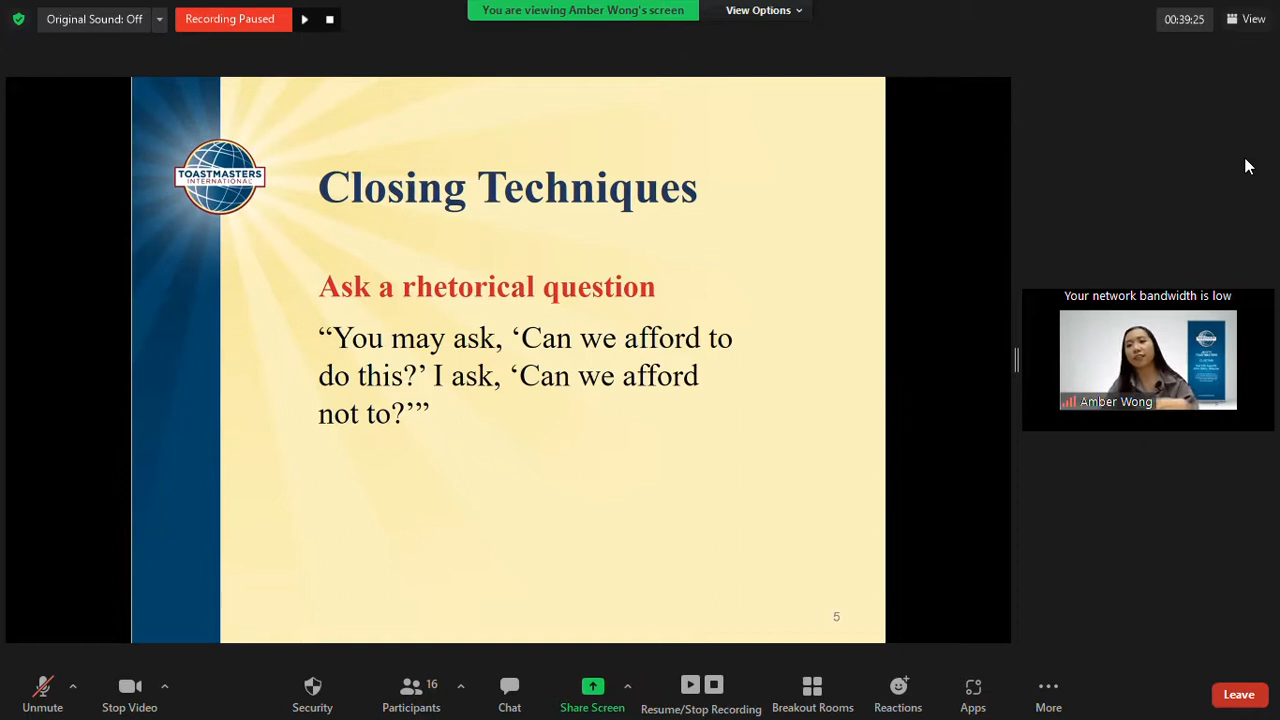 Original Sound: Off
Recording Paused
You are viewing Amber Wong's screen
View Options
00:39:25
View
TOASTMASTERS
INTERNATIONAL
Closing Techniques
Ask a rhetorical question
“You may ask, ‘Can we afford to
do this?’ I ask, ‘Can we afford
not to?’”
5
Your network bandwidth is low
Amber Wong
Unmute
Stop Video
Security
Participants
16
Chat
Share Screen
Resume/Stop Recording
Breakout Rooms
Reactions
Apps
More
Leave